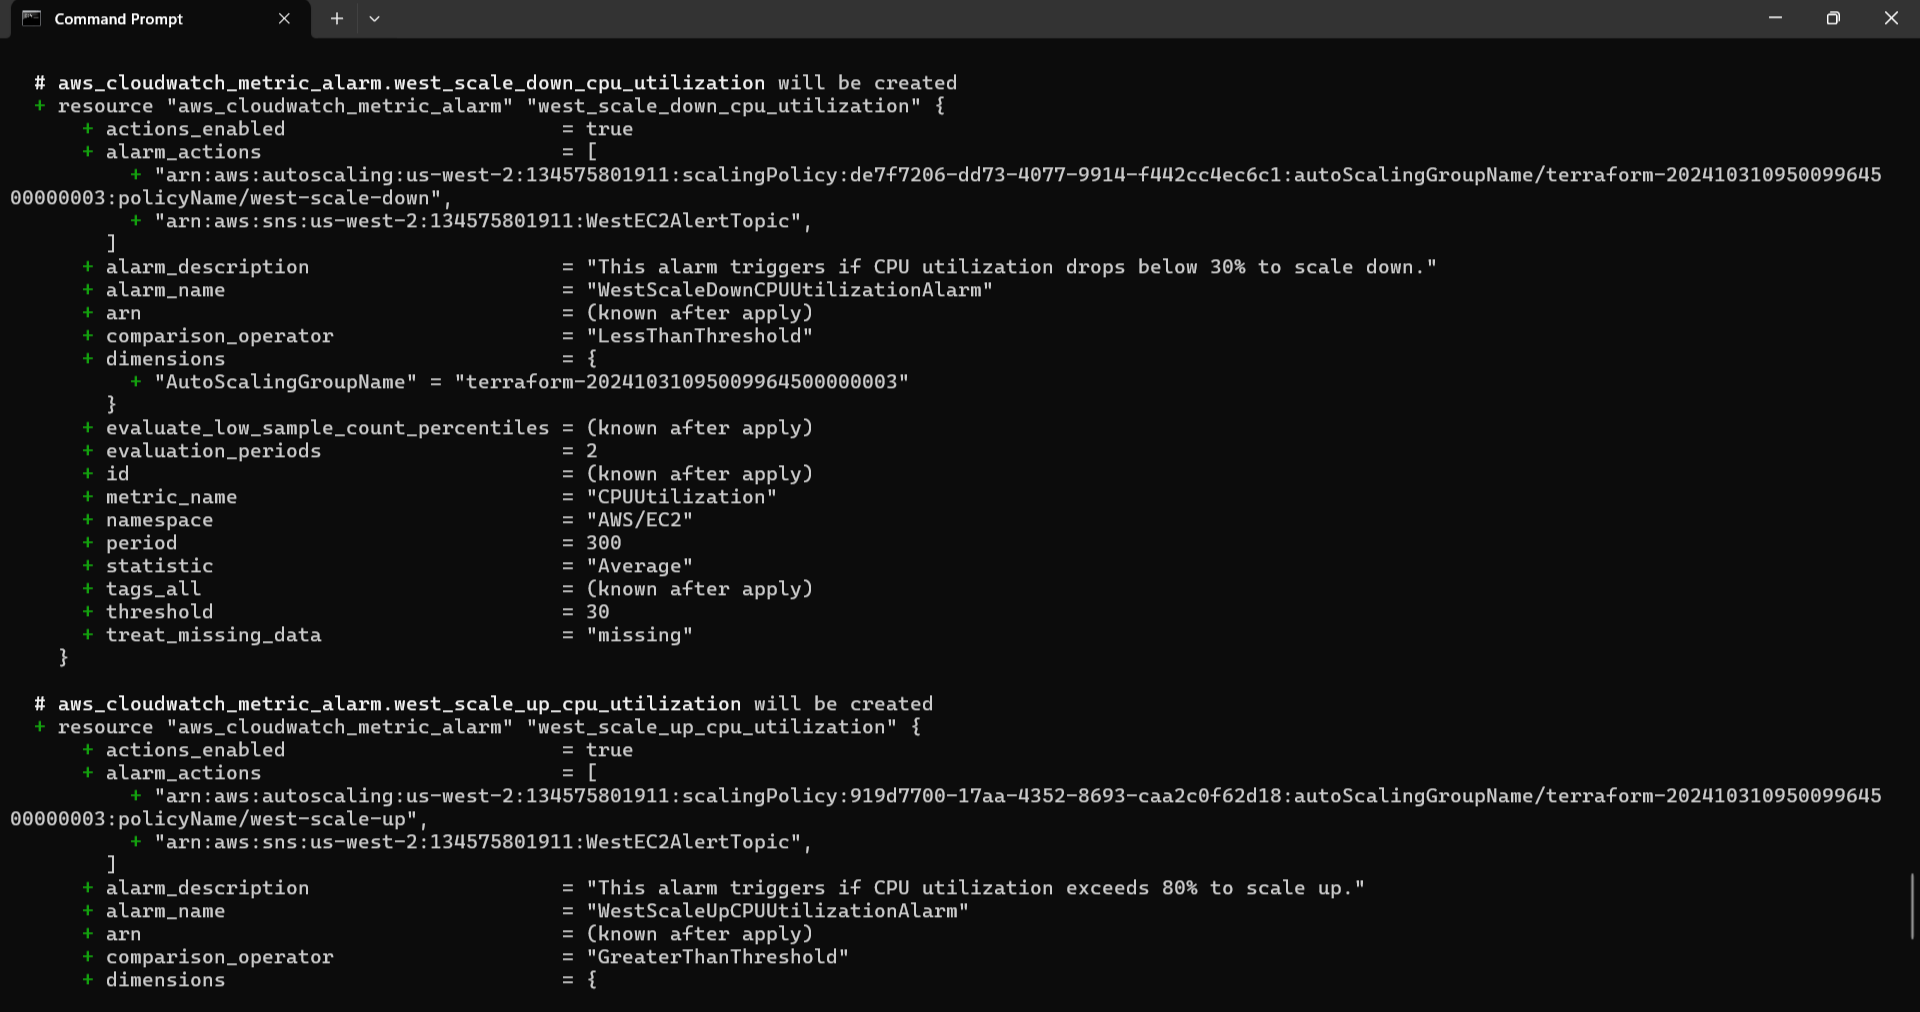 Command Prompt
# aws_cloudwatch_metric_alarm.west_scale_down_cpu_utilization will be created
+ resource "aws_cloudwatch_metric_alarm" "west_scale_down_cpu_utilization" {
+ actions_enabled = true
+ alarm_actions = [
+ "arn:aws:autoscaling:us-west-2:134575801911:scalingPolicy:de7f7206-dd73-4077-9914-f442cc4ec6c1:autoScalingGroupName/terraform-202410310950099645
00000003:policyName/west-scale-down",
+ "arn:aws:sns:us-west-2:134575801911:WestEC2AlertTopic",
]
+ alarm_description = "This alarm triggers if CPU utilization drops below 30% to scale down."
+ alarm_name = "WestScaleDownCPUUtilizationAlarm"
+ arn = (known after apply)
+ comparison_operator = "LessThanThreshold"
+ dimensions = {
+ "AutoScalingGroupName" = "terraform-20241031095009964500000003"
}
+ evaluate_low_sample_count_percentiles = (known after apply)
+ evaluation_periods = 2
+ id = (known after apply)
+ metric_name = "CPUUtilization"
+ namespace = "AWS/EC2"
+ period = 300
+ statistic = "Average"
+ tags_all = (known after apply)
+ threshold = 30
+ treat_missing_data = "missing"
}
# aws_cloudwatch_metric_alarm.west_scale_up_cpu_utilization will be created
+ resource "aws_cloudwatch_metric_alarm" "west_scale_up_cpu_utilization" {
+ actions_enabled = true
+ alarm_actions = [
+ "arn:aws:autoscaling:us-west-2:134575801911:scalingPolicy:919d7700-17aa-4352-8693-caa2c0f62d18:autoScalingGroupName/terraform-202410310950099645
00000003:policyName/west-scale-up",
+ "arn:aws:sns:us-west-2:134575801911:WestEC2AlertTopic",
]
+ alarm_description = "This alarm triggers if CPU utilization exceeds 80% to scale up."
+ alarm_name = "WestScaleUpCPUUtilizationAlarm"
+ arn = (known after apply)
+ comparison_operator = "GreaterThanThreshold"
+ dimensions = {